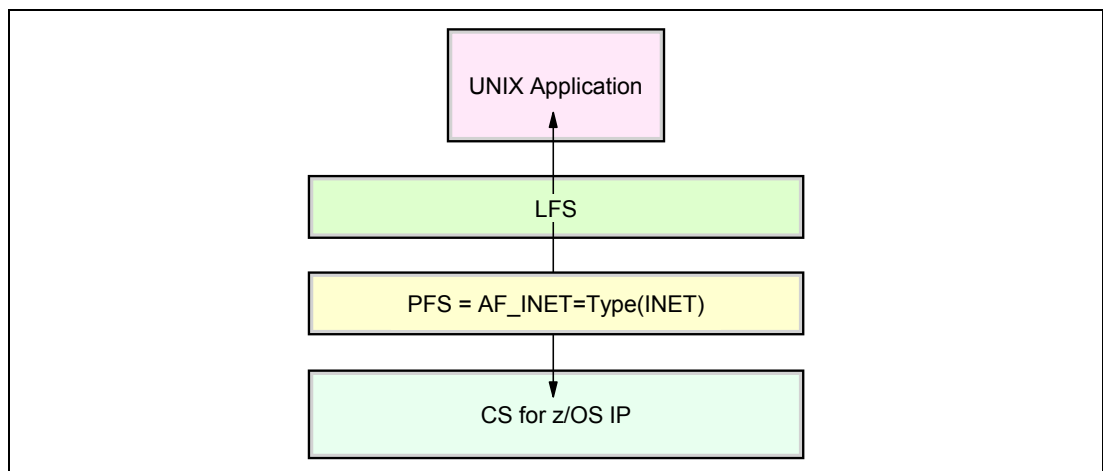 UNIX Application
LFS
PFS = AF_INET=Type(INET)
CS for z/OS IP